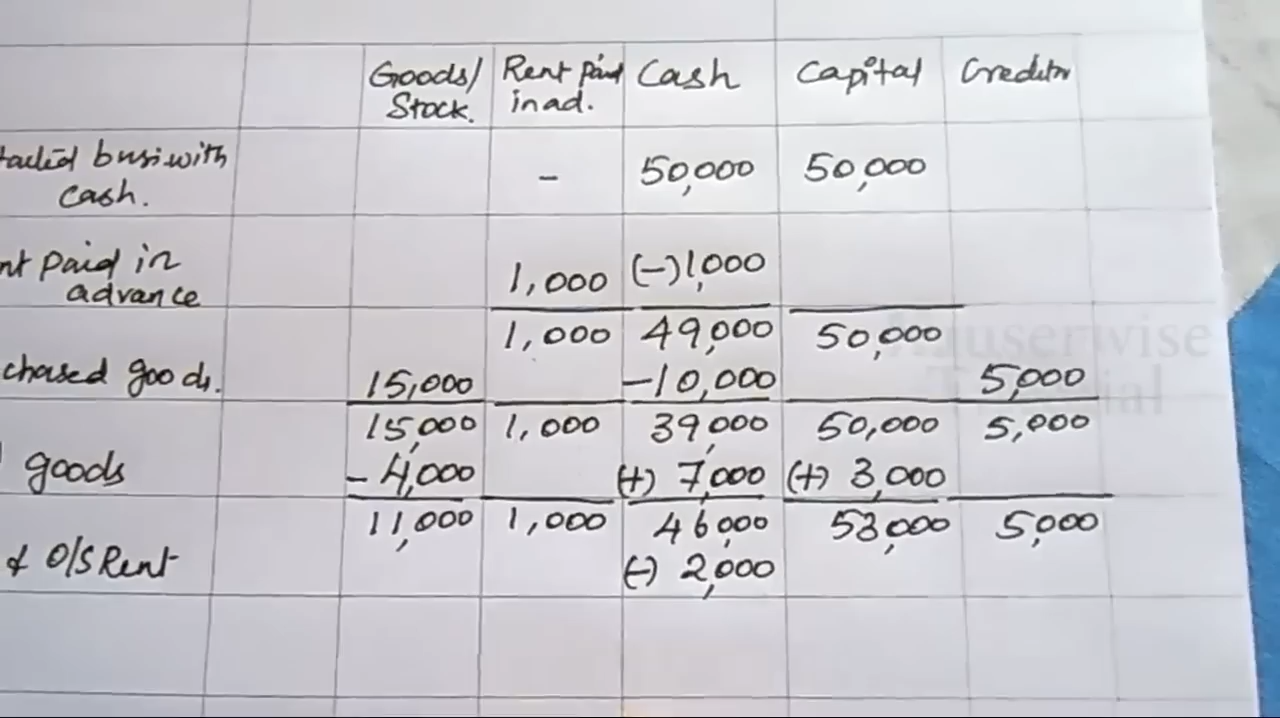 Goods/ Rent paid Cash Capital Creditor
Stock. in ad.
busi with - 50,000 50,000
cash.
paid in 1,000 (-) 1,000
advance
1,000 49,000 50,000
goods. 15,000 -10,000 5,000
15,000 1,000 39,000 50,000 5,000
goods - 4,000 (+) 7,000 (+) 3,000
11,000 1,000 46,000 53,000 5,000
& O/S Rent (-) 2,000